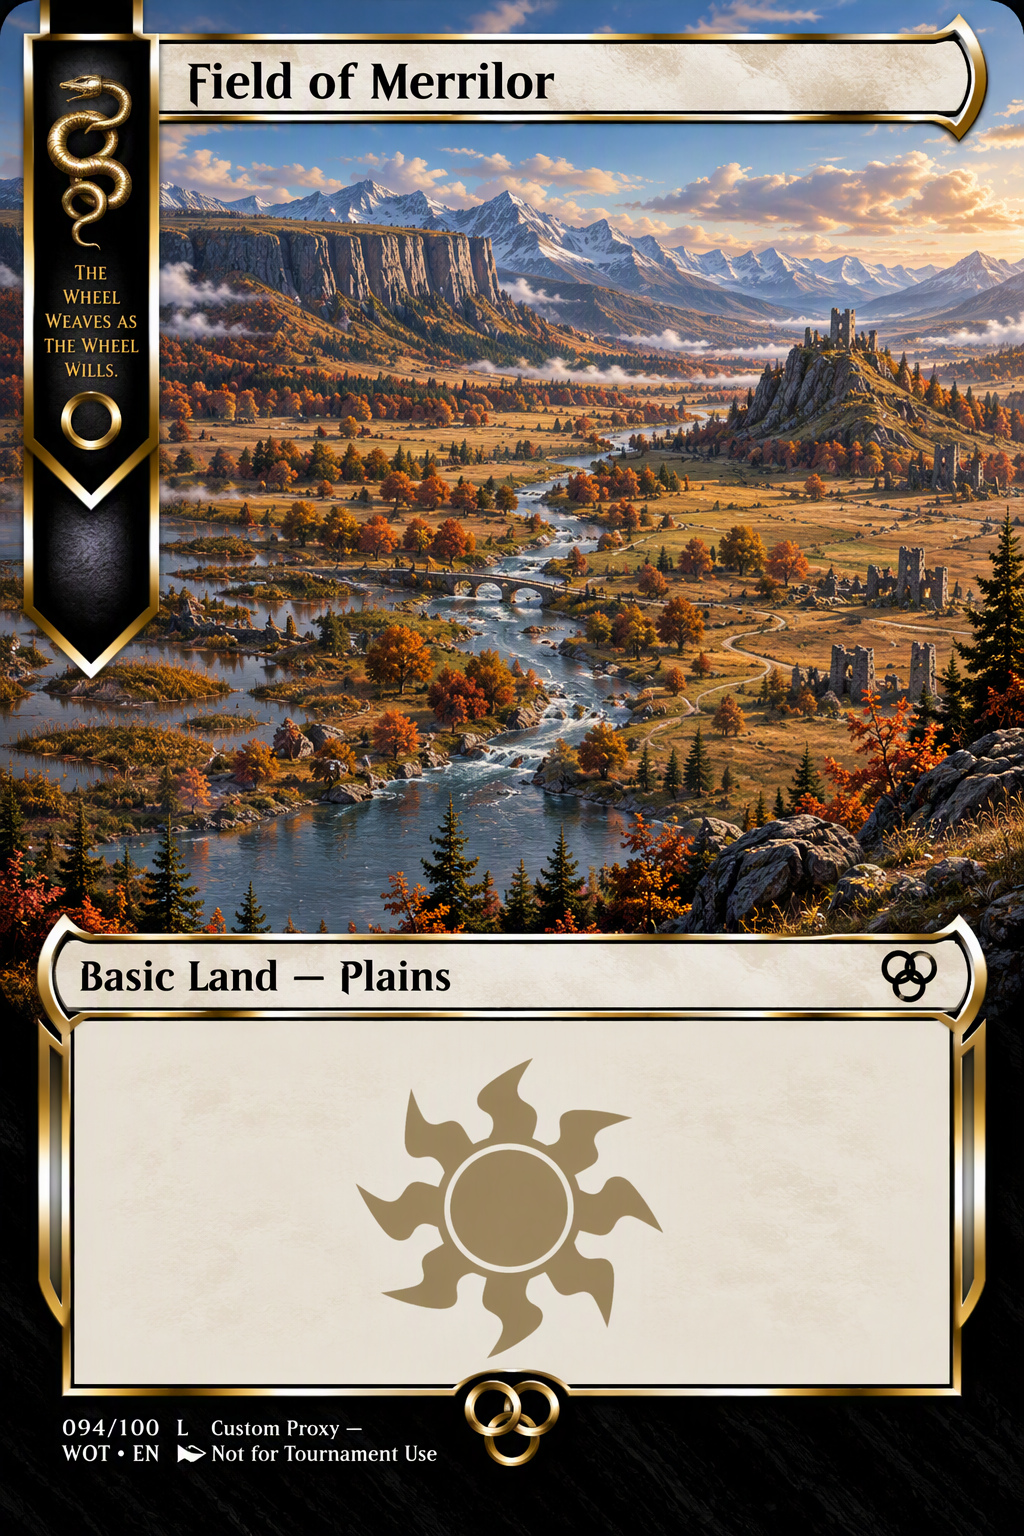 Field of Merrilor
THE
WHEEL
WEAVES AS
THE WHEEL
WILLS.
Basic Land — Plains
094/100 L Custom Proxy —
WOT • EN Not for Tournament Use